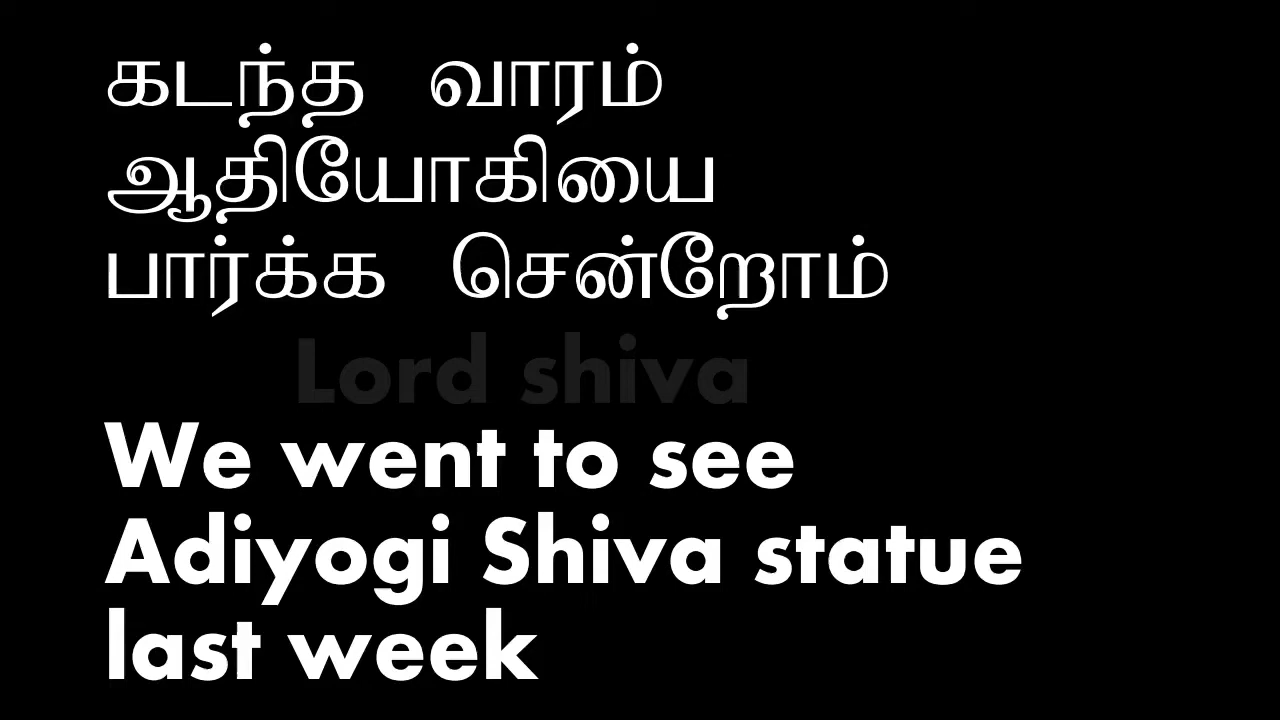 கடந்த வாரம்
ஆதியோகியை
பார்க்க சென்றோம்
Lord shiva
We went to see
Adiyogi Shiva statue
last week